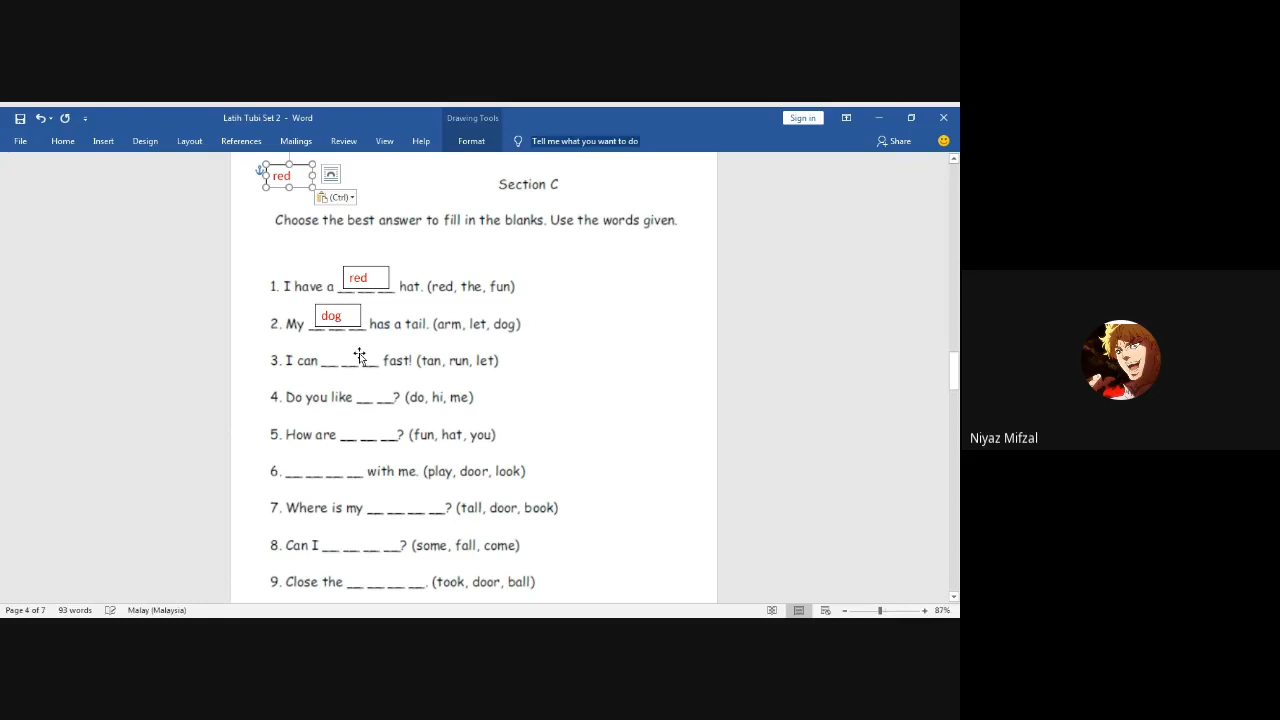 Latih Tubi Set 2 - Word
Drawing Tools
Sign in
File Home Insert Design Layout References Mailings Review View Help Format Tell me what you want to do Share
red
(Ctrl)
Section C
Choose the best answer to fill in the blanks. Use the words given.
red
1. I have a __ __ __ hat. (red, the, fun)
dog
2. My __ __ __ has a tail. (arm, let, dog)
3. I can __ __ __ fast! (tan, run, let)
4. Do you like __ __? (do, hi, me)
5. How are __ __ __? (fun, hat, you)
6. __ __ __ __ with me. (play, door, look)
7. Where is my __ __ __ __? (tall, door, book)
8. Can I __ __ __ __? (some, fall, come)
9. Close the __ __ __ __. (took, door, ball)
Page 4 of 7 93 words Malay (Malaysia) 87%
Niyaz Mifzal